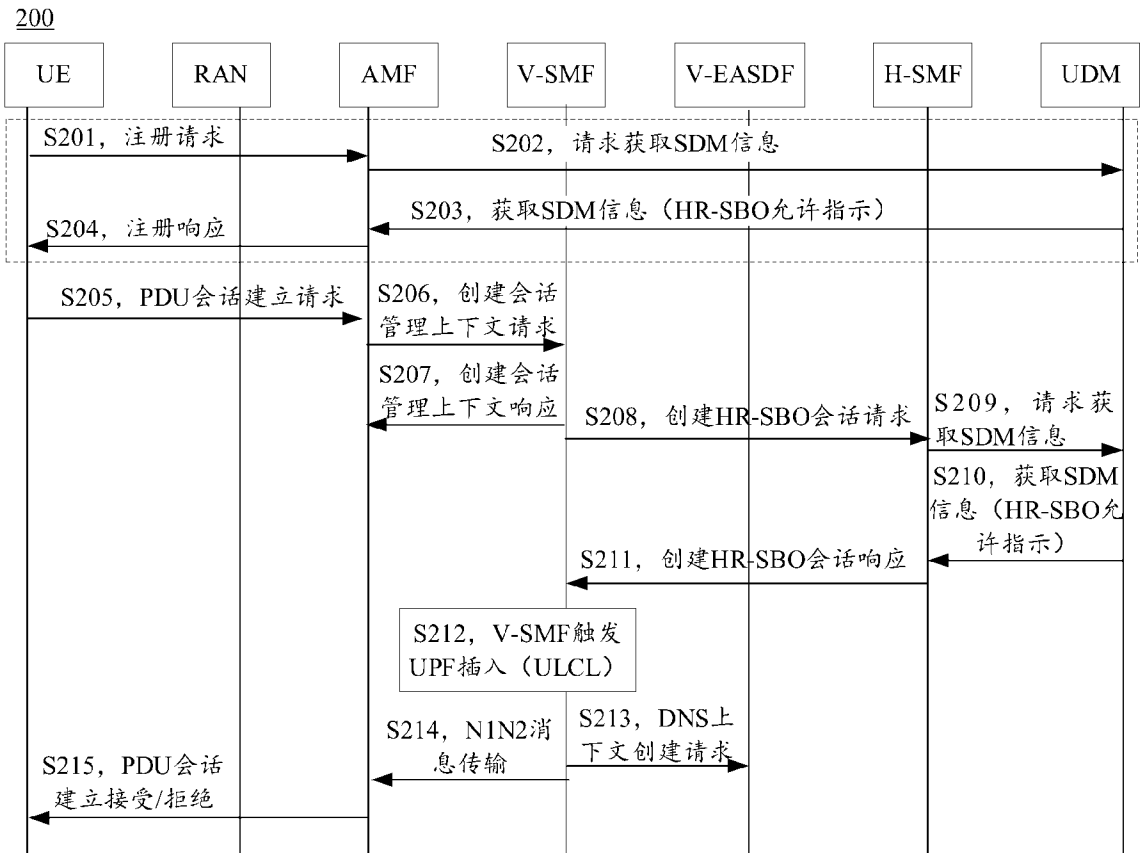 200
UE
RAN
AMF
V-SMF
V-EASDF
H-SMF
UDM
S201，注册请求
S202，请求获取SDM信息
S203，获取SDM信息（HR-SBO允许指示）
S204，注册响应
S205，PDU会话建立请求
S206，创建会话
管理上下文请求
S207，创建会话
管理上下文响应
S208，创建HR-SBO会话请求
S209，请求获
取SDM信息
S210，获取SDM
信息（HR-SBO允
许指示）
S211，创建HR-SBO会话响应
S212，V-SMF触发
UPF插入（ULCL）
S213，DNS上
下文创建请求
S214，N1N2消
息传输
S215，PDU会话
建立接受/拒绝